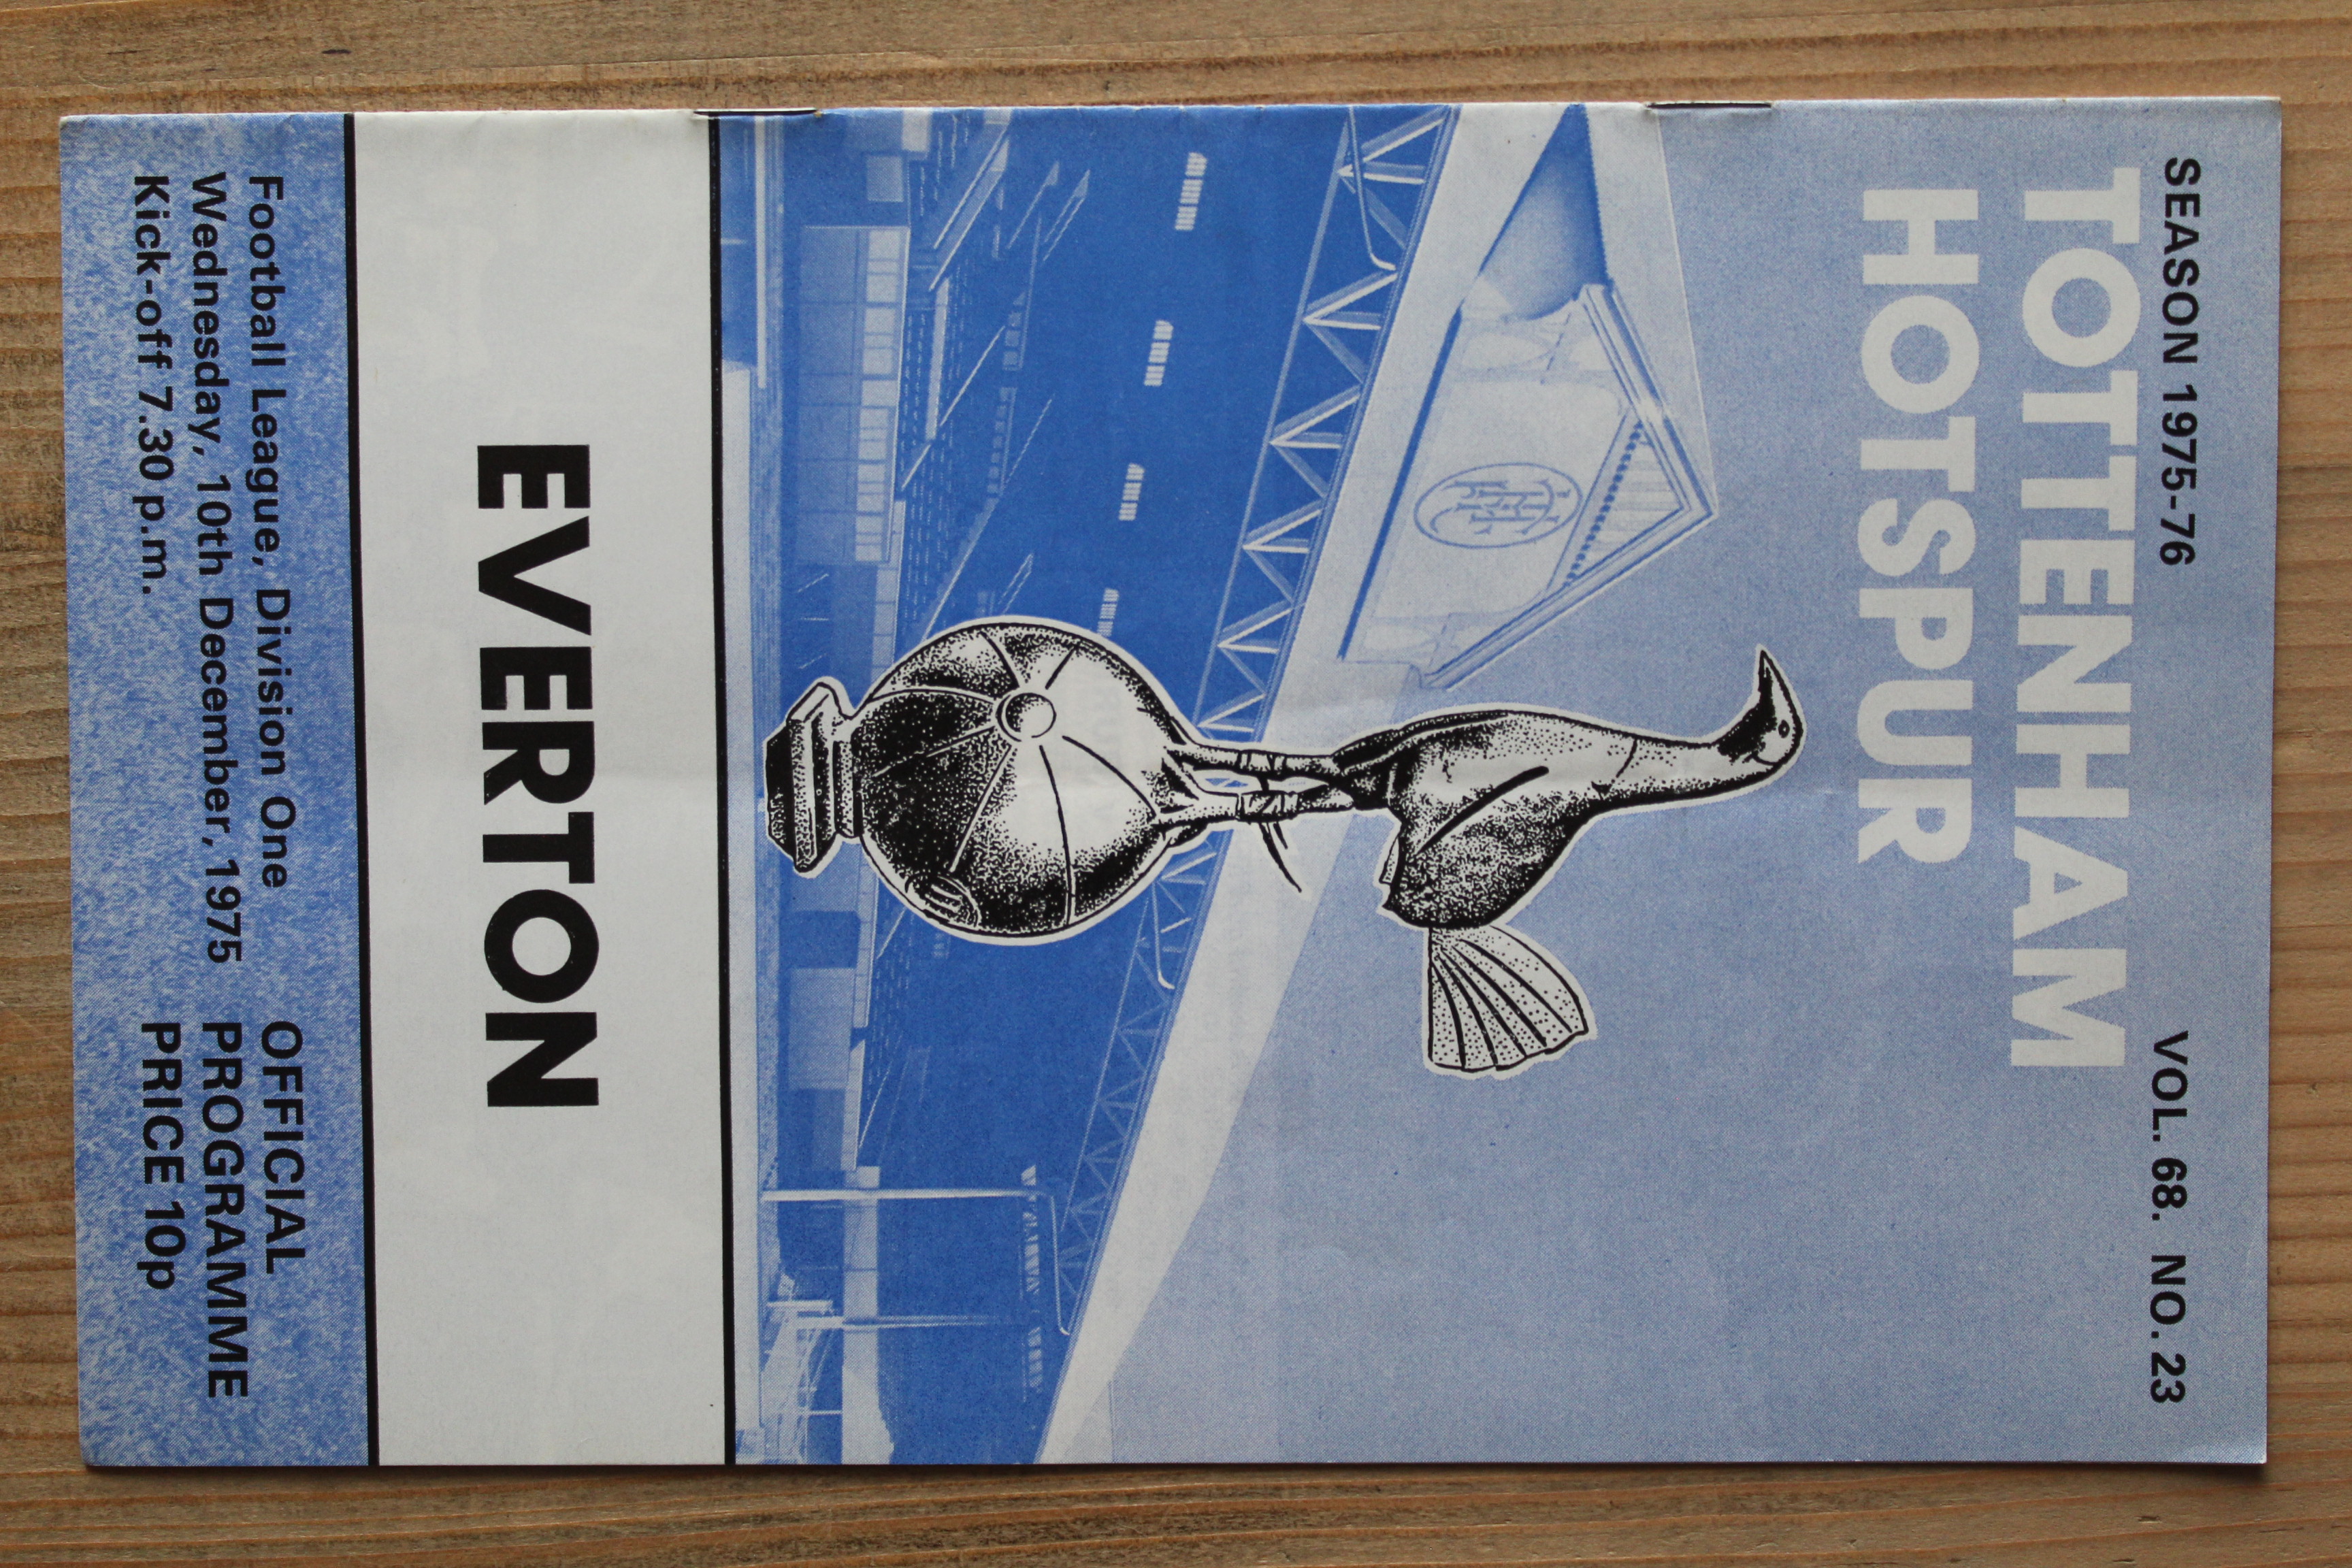 SEASON 1975-76 VOL. 68. NO. 23
TOTTENHAM
HOTSPUR
EVERTON
Football League, Division One
Wednesday, 10th December, 1975
Kick-off 7.30 p.m.
OFFICIAL
PROGRAMME
PRICE 10p